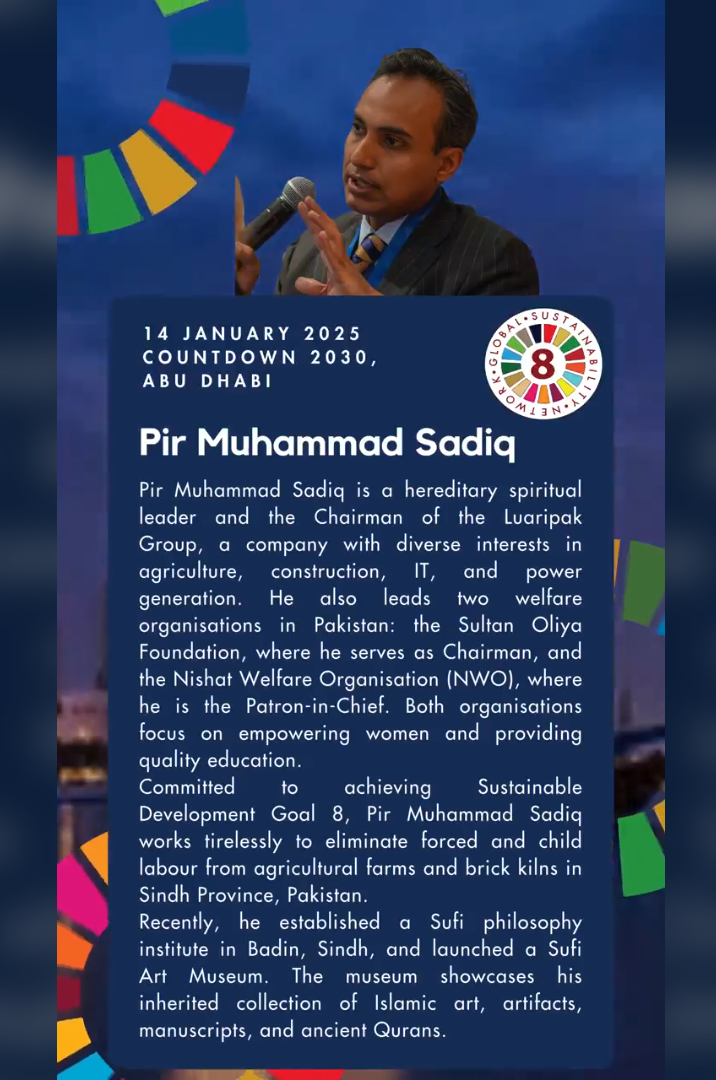 14 JANUARY 2025
COUNTDOWN 2030,
ABU DHABI
GLOBAL • SUSTAINABILITY • NETWORK •
8
Pir Muhammad Sadiq
Pir Muhammad Sadiq is a hereditary spiritual
leader and the Chairman of the Luaripak
Group, a company with diverse interests in
agriculture, construction, IT, and power
generation. He also leads two welfare
organisations in Pakistan: the Sultan Oliya
Foundation, where he serves as Chairman, and
the Nishat Welfare Organisation (NWO), where
he is the Patron-in-Chief. Both organisations
focus on empowering women and providing
quality education.
Committed to achieving Sustainable
Development Goal 8, Pir Muhammad Sadiq
works tirelessly to eliminate forced and child
labour from agricultural farms and brick kilns in
Sindh Province, Pakistan.
Recently, he established a Sufi philosophy
institute in Badin, Sindh, and launched a Sufi
Art Museum. The museum showcases his
inherited collection of Islamic art, artifacts,
manuscripts, and ancient Qurans.